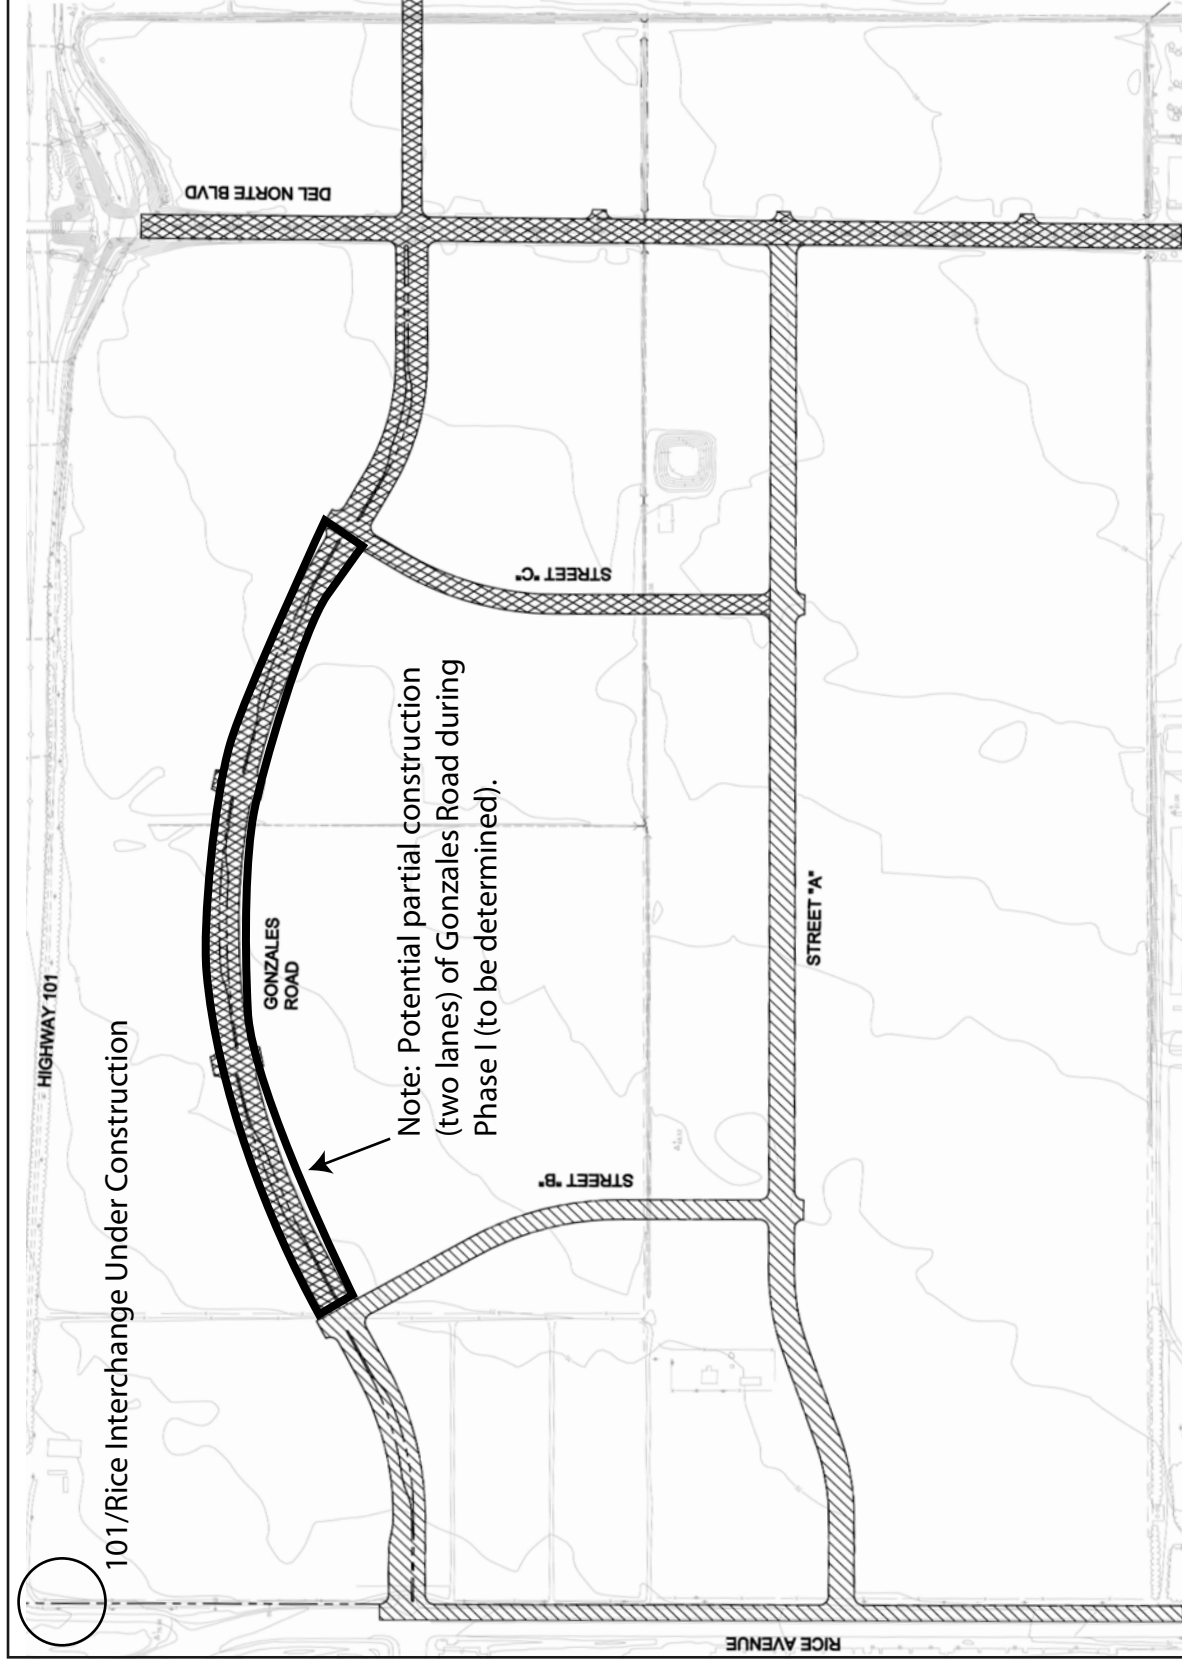 HIGHWAY 101
101/Rice Interchange Under Construction
DEL NORTE BLVD
GONZALES
ROAD
Note: Potential partial construction
(two lanes) of Gonzales Road during
Phase I (to be determined).
STREET "C"
STREET "B"
STREET "A"
RICE AVENUE